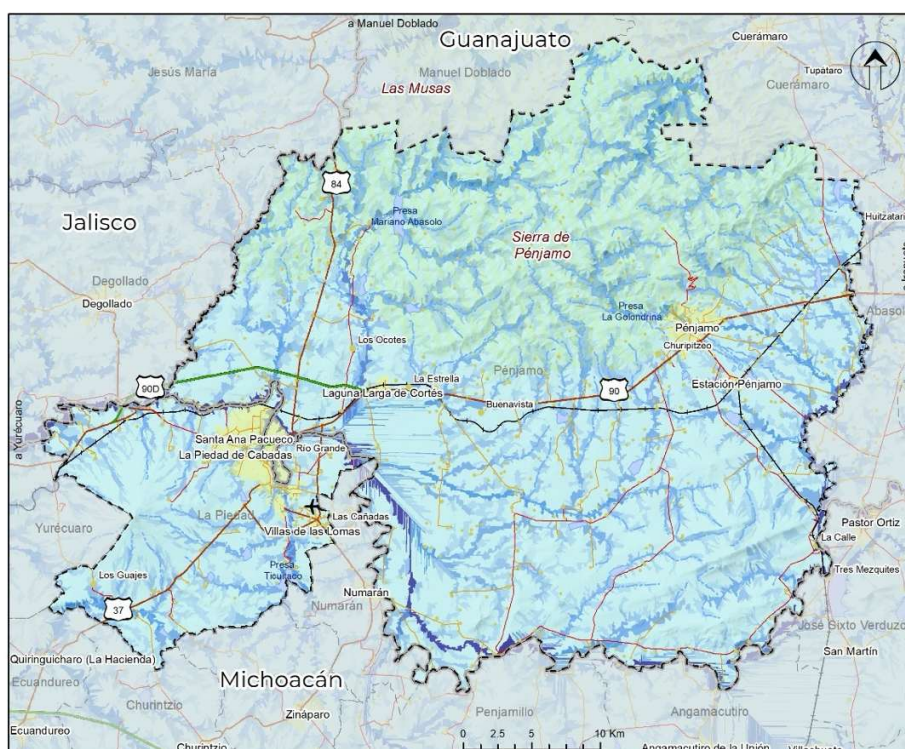 a Manuel Doblado
Guanajuato
Cuerámaro
Jesús María
Manuel Doblado
Tupátaro
Las Musas
Cuerámaro
84
Jalisco
Presa
Mariano Abasolo
Huitzatari
Sierra de
Pénjamo
Degollado
Degollado
Presa
La Golondrina
Abasol
Pénjamo
Los Ocotes
Churipitzeo
90D
La Estrella
Pénjamo
Estación Pénjamo
Laguna Larga de Cortés
90
Buenavista
a Yurécuaro
Santa Ana Pacueco
Río Grande
La Piedad de Cabadas
La Piedad
Las Cañadas
Yurécuaro
Villas de las Lomas
Pastor Ortiz
La Calle
Presa
Ticuitaco
Los Guajes
Tres Mezquites
Numarán
Numarán
37
José Sixto Verduzco
Quiringuicharo (La Hacienda)
San Martín
Ecuandureo
Michoacán
Churintzio
Zináparo
Penjamillo
Angamacutiro
Ecuandureo
0 2.5 5 10 Km
Churintzio
Angamacutiro de la Unión